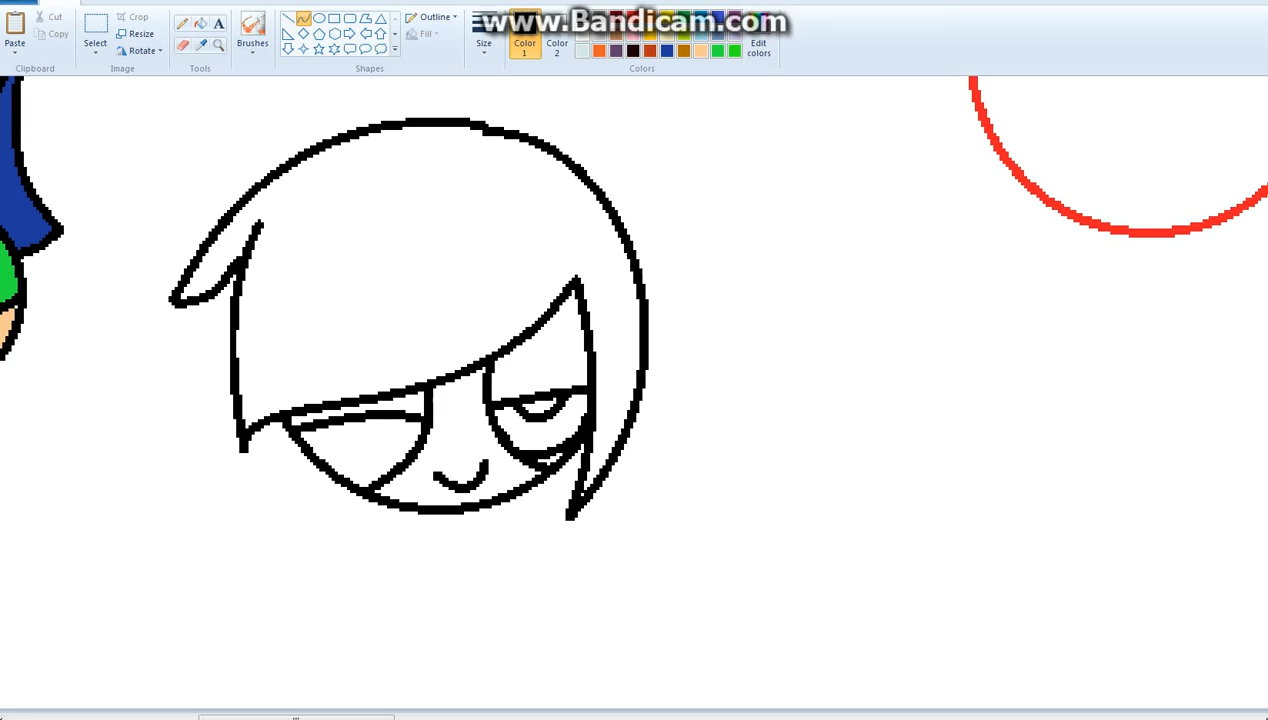 www.Bandicam.com
Paste
Cut
Copy
Clipboard
Select
Crop
Resize
Rotate
Image
Tools
Brushes
Shapes
Outline
Fill
Size
Color 1
Color 2
Edit colors
Colors